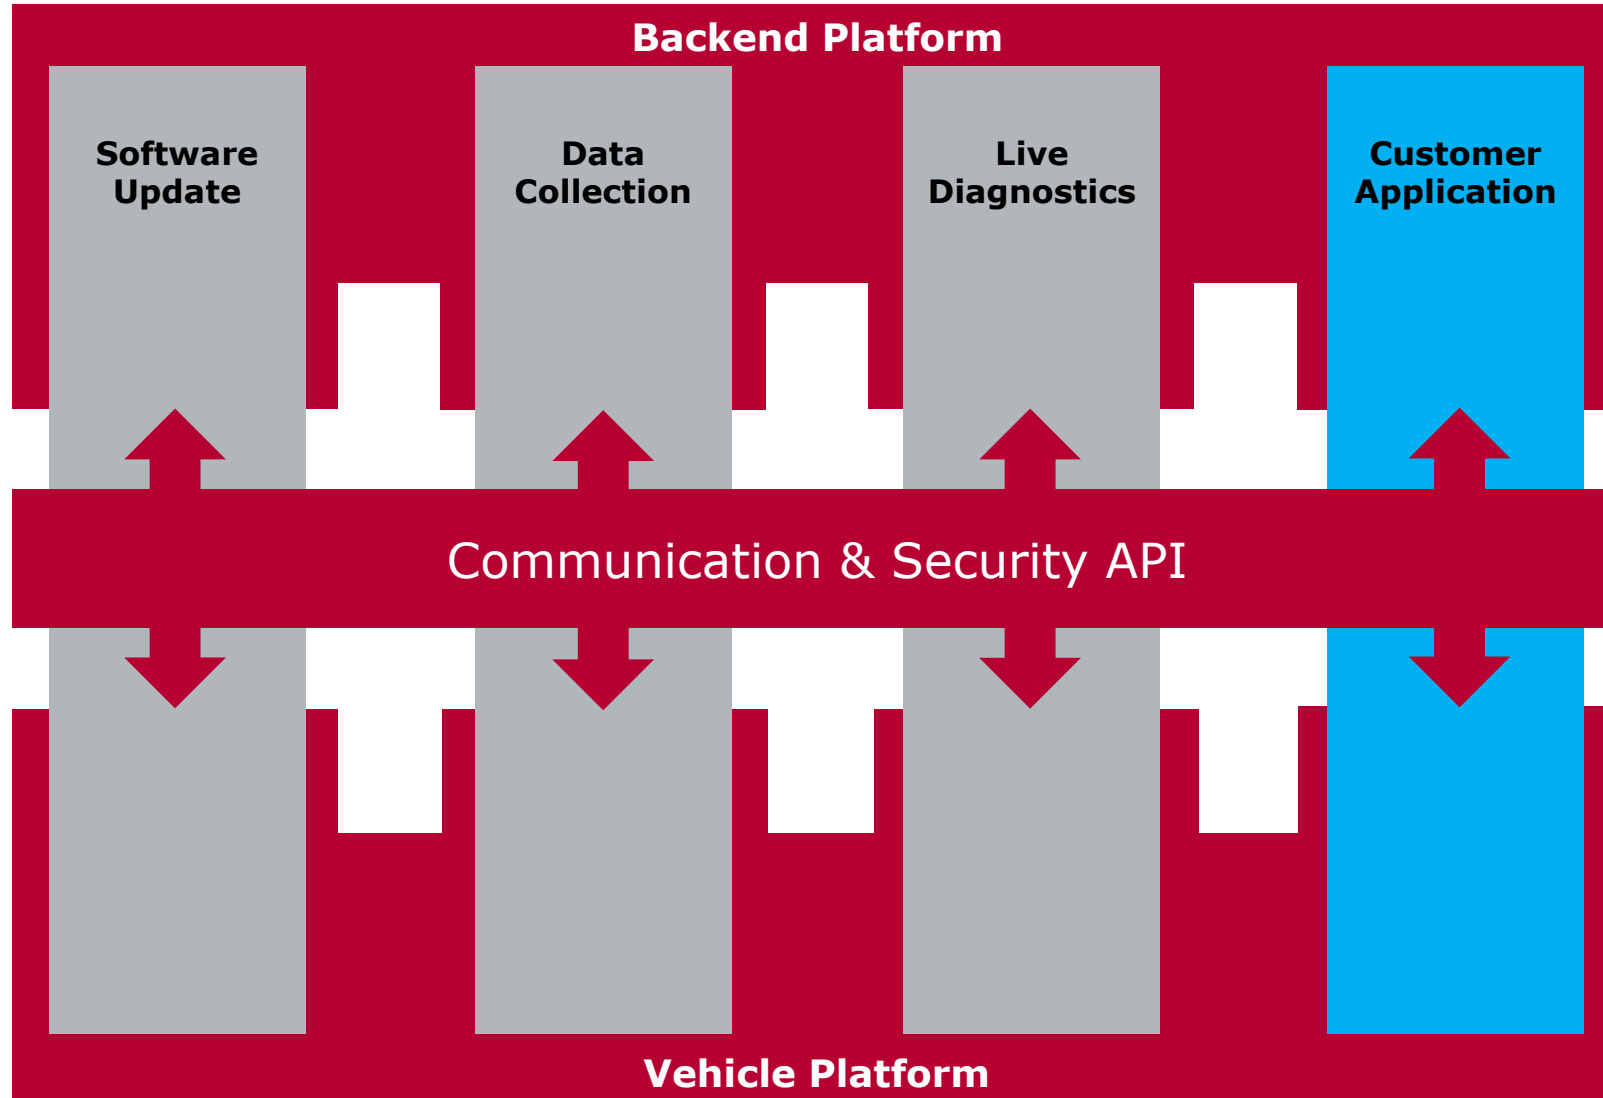 Backend Platform
Software
Update
Data
Collection
Live
Diagnostics
Customer
Application
Communication & Security API
Vehicle Platform